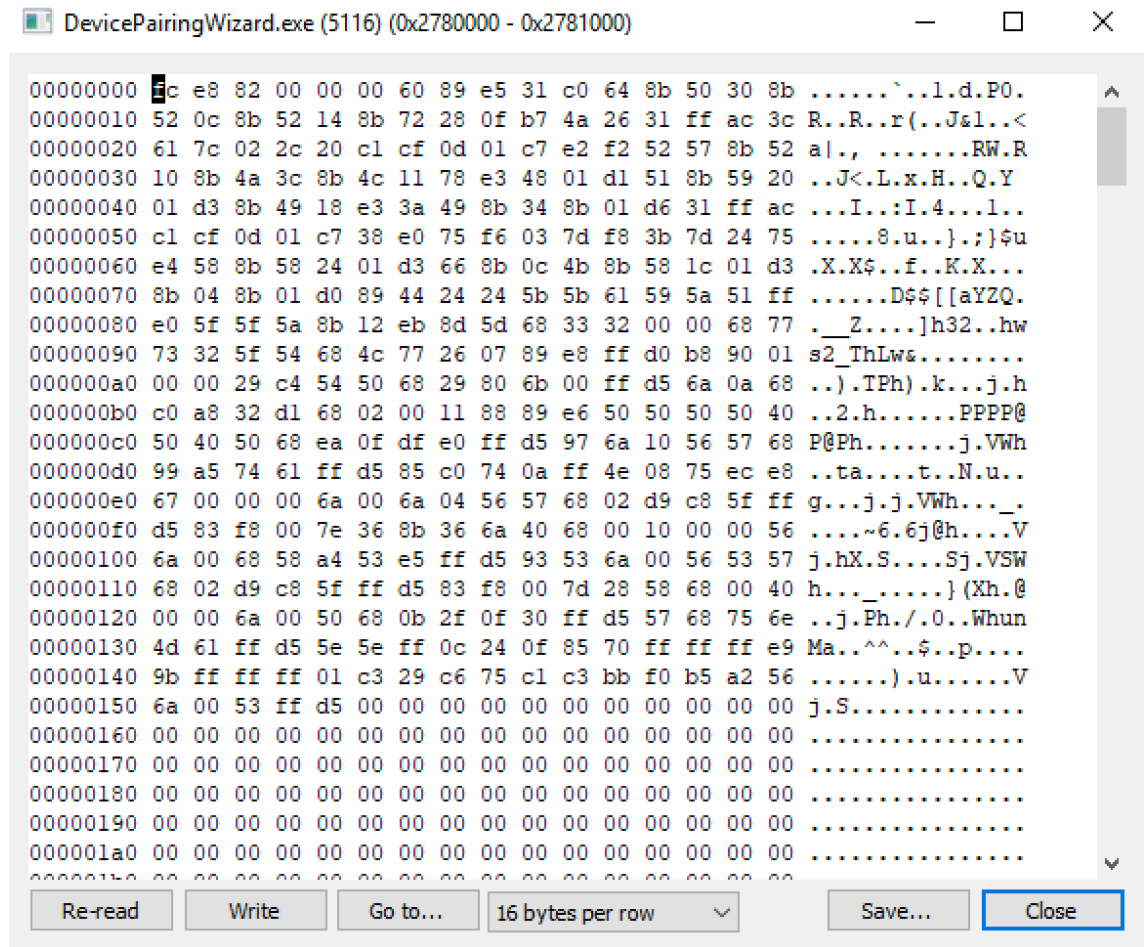 DevicePairingWizard.exe (5116) (0x2780000 - 0x2781000)
00000000 fc e8 82 00 00 00 60 89 e5 31 c0 64 8b 50 30 8b ......`..1.d.P0.
00000010 52 0c 8b 52 14 8b 72 28 0f b7 4a 26 31 ff ac 3c R..R..r(..J&1..<
00000020 61 7c 02 2c 20 c1 cf 0d 01 c7 e2 f2 52 57 8b 52 a|., .......RW.R
00000030 10 8b 4a 3c 8b 4c 11 78 e3 48 01 d1 51 8b 59 20 ..J<.L.x.H..Q.Y
00000040 01 d3 8b 49 18 e3 3a 49 8b 34 8b 01 d6 31 ff ac ...I..:I.4...1..
00000050 c1 cf 0d 01 c7 38 e0 75 f6 03 7d f8 3b 7d 24 75 .....8.u..}.;}$u
00000060 e4 58 8b 58 24 01 d3 66 8b 0c 4b 8b 58 1c 01 d3 .X.X$..f..K.X...
00000070 8b 04 8b 01 d0 89 44 24 24 5b 5b 61 59 5a 51 ff ......D$$[[aYZQ.
00000080 e0 5f 5f 5a 8b 12 eb 8d 5d 68 33 32 00 00 68 77 .__Z....]h32..hw
00000090 73 32 5f 54 68 4c 77 26 07 89 e8 ff d0 b8 90 01 s2_ThLw&........
000000a0 00 00 29 c4 54 50 68 29 80 6b 00 ff d5 6a 0a 68 ..).TPh).k...j.h
000000b0 c0 a8 32 d1 68 02 00 11 88 89 e6 50 50 50 50 40 ..2.h......PPPP@
000000c0 50 40 50 68 ea 0f df e0 ff d5 97 6a 10 56 57 68 P@Ph.......j.VWh
000000d0 99 a5 74 61 ff d5 85 c0 74 0a ff 4e 08 75 ec e8 ..ta....t..N.u..
000000e0 67 00 00 00 6a 00 6a 04 56 57 68 02 d9 c8 5f ff g...j.j.VWh..._.
000000f0 d5 83 f8 00 7e 36 8b 36 6a 40 68 00 10 00 00 56 ....~6.6j@h....V
00000100 6a 00 68 58 a4 53 e5 ff d5 93 53 6a 00 56 53 57 j.hX.S....Sj.VSW
00000110 68 02 d9 c8 5f ff d5 83 f8 00 7d 28 58 68 00 40 h..._.....}(Xh.@
00000120 00 00 6a 00 50 68 0b 2f 0f 30 ff d5 57 68 75 6e ..j.Ph./.0..Whun
00000130 4d 61 ff d5 5e 5e ff 0c 24 0f 85 70 ff ff ff e9 Ma..^^..$..p....
00000140 9b ff ff ff 01 c3 29 c6 75 c1 c3 bb f0 b5 a2 56 ......).u......V
00000150 6a 00 53 ff d5 00 00 00 00 00 00 00 00 00 00 00 j.S.............
00000160 00 00 00 00 00 00 00 00 00 00 00 00 00 00 00 00 ................
00000170 00 00 00 00 00 00 00 00 00 00 00 00 00 00 00 00 ................
00000180 00 00 00 00 00 00 00 00 00 00 00 00 00 00 00 00 ................
00000190 00 00 00 00 00 00 00 00 00 00 00 00 00 00 00 00 ................
000001a0 00 00 00 00 00 00 00 00 00 00 00 00 00 00 00 00 ................
Re-read Write Go to... 16 bytes per row Save... Close